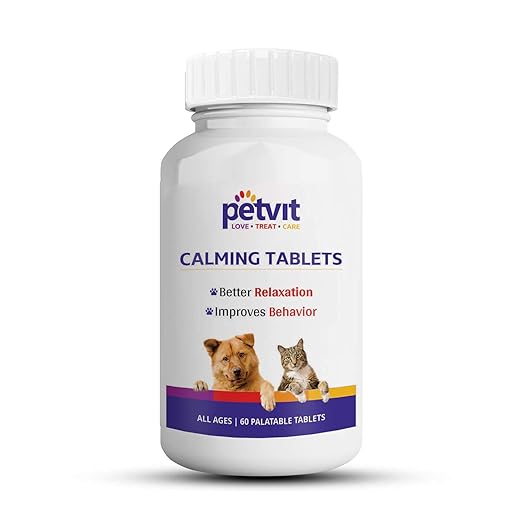 petvit
LOVE • TREAT • CARE
CALMING TABLETS
Better Relaxation
Improves Behavior
ALL AGES | 60 PALATABLE TABLETS